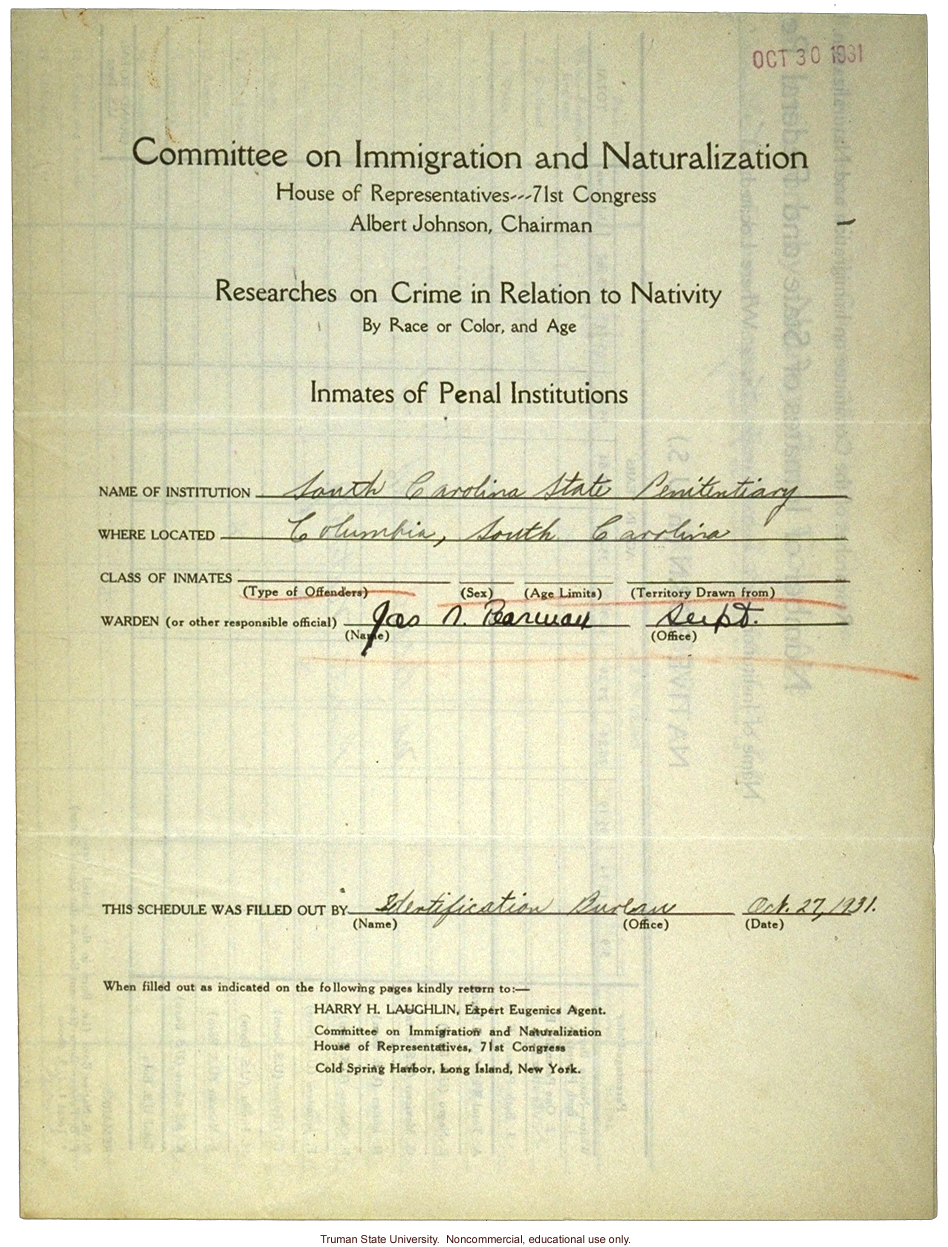 OCT 30 1931
Committee on Immigration and Naturalization
House of Representatives---71st Congress
Albert Johnson, Chairman
Researches on Crime in Relation to Nativity
By Race or Color, and Age
Inmates of Penal Institutions
NAME OF INSTITUTION South Carolina State Penitentiary
WHERE LOCATED Columbia, South Carolina
CLASS OF INMATES
(Type of Offenders) (Sex) (Age Limits) (Territory Drawn from)
WARDEN (or other responsible official) Jas N. Pearman Supt.
(Name) (Office)
THIS SCHEDULE WAS FILLED OUT BY Identification Bureau Oct. 27, 1931.
(Name) (Office) (Date)
When filled out as indicated on the following pages kindly return to:—
HARRY H. LAUGHLIN, Expert Eugenics Agent.
Committee on Immigration and Naturalization
House of Representatives, 71st Congress
Cold Spring Harbor, Long Island, New York.
Truman State University. Noncommercial, educational use only.